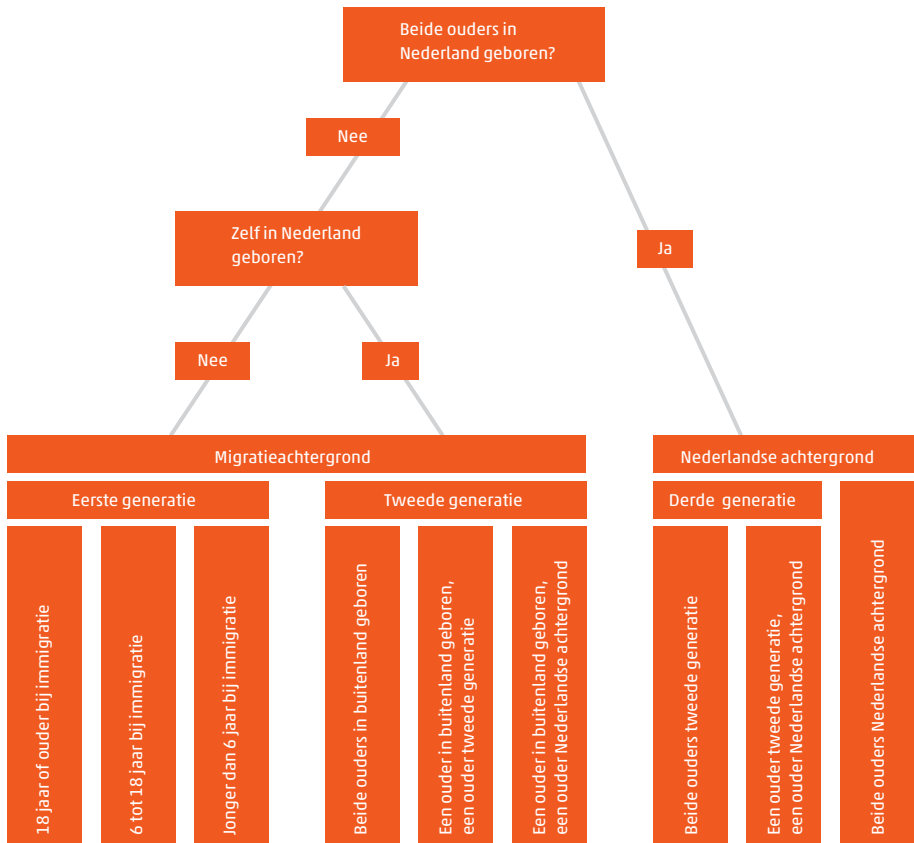 Beide ouders in
Nederland geboren?
Nee
Zelf in Nederland
geboren?
Ja
Nee
Ja
Migratieachtergrond
Nederlandse achtergrond
Eerste generatie
Tweede generatie
Derde generatie
18 jaar of ouder bij immigratie
6 tot 18 jaar bij immigratie
Jonger dan 6 jaar bij immigratie
Beide ouders in buitenland geboren
Een ouder in buitenland geboren,
een ouder tweede generatie
Een ouder in buitenland geboren,
een ouder Nederlandse achtergrond
Beide ouders tweede generatie
Een ouder tweede generatie,
een ouder Nederlandse achtergrond
Beide ouders Nederlandse achtergrond